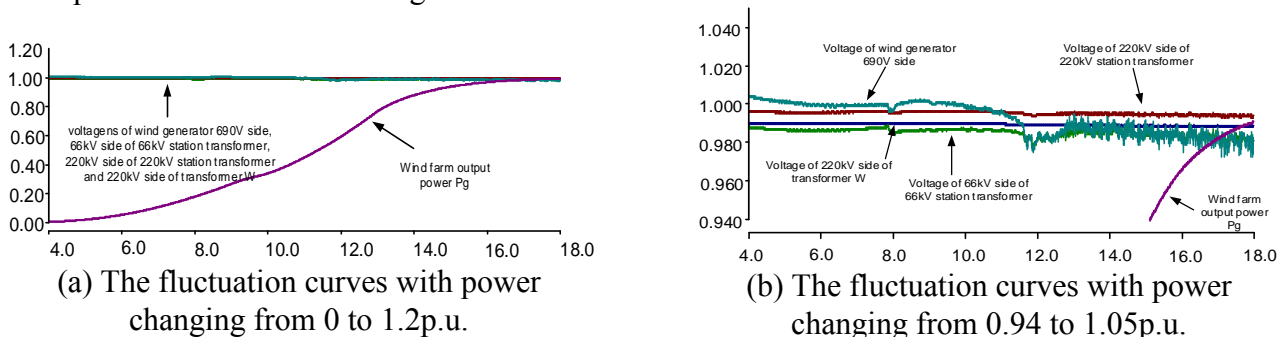 1.20
1.00
0.80
0.60
0.40
0.20
0.00
voltagens of wind generator 690V side,
66kV side of 66kV station transformer,
220kV side of 220kV station transformer
and 220kV side of transformer W
Wind farm output
power Pg
4.0 6.0 8.0 10.0 12.0 14.0 16.0 18.0
(a) The fluctuation curves with power
changing from 0 to 1.2p.u.
1.040
1.020
1.000
0.980
0.960
0.940
Voltage of wind generator
690V side
Voltage of 220kV side of
220kV station transformer
Voltage of 220kV side of
transformer W
Voltage of 66kV side of
66kV station transformer
Wind farm
output power
Pg
4.0 6.0 8.0 10.0 12.0 14.0 16.0 18.0
(b) The fluctuation curves with power
changing from 0.94 to 1.05p.u.